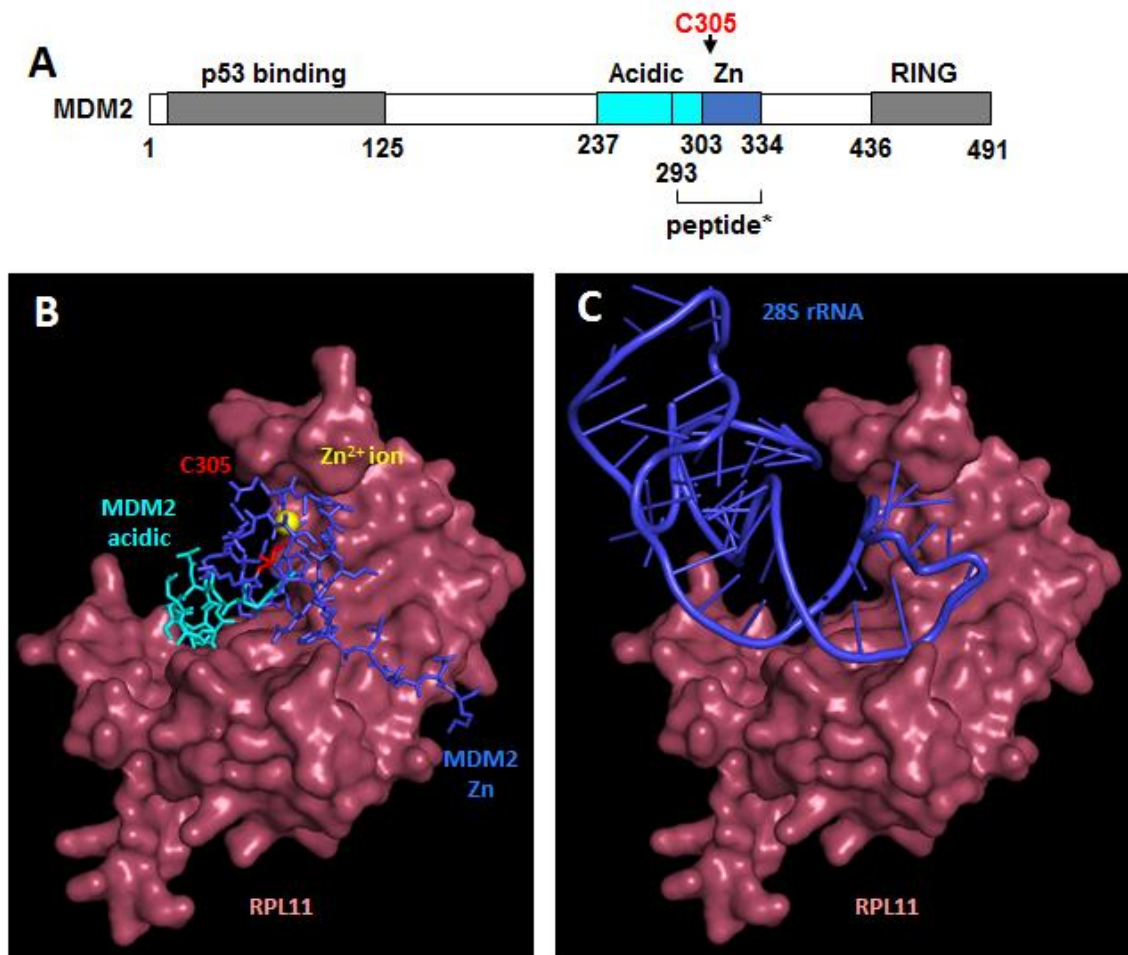 C305
A
p53 binding
Acidic
Zn
RING
MDM2
1
125
237
303
334
436
491
293
peptide*
B
C305
Zn²⁺ ion
MDM2
acidic
MDM2
Zn
RPL11
C
28S rRNA
RPL11